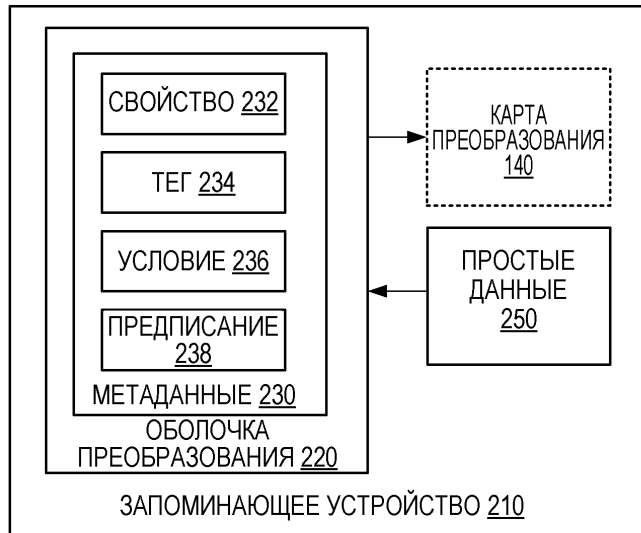 СВОЙСТВО 232
ТЕГ 234
УСЛОВИЕ 236
ПРЕДПИСАНИЕ
238
МЕТАДАННЫЕ 230
ОБОЛОЧКА
ПРЕОБРАЗОВАНИЯ 220
КАРТА
ПРЕОБРАЗОВАНИЯ
140
ПРОСТЫЕ
ДАННЫЕ
250
ЗАПОМИНАЮЩЕЕ УСТРОЙСТВО 210